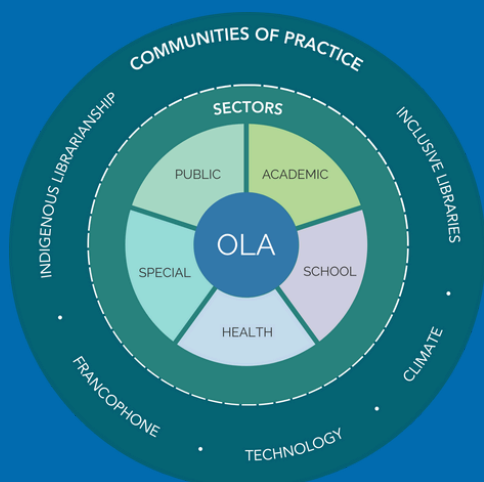 COMMUNITIES OF PRACTICE
INDIGENOUS LIBRARIANSHIP
INCLUSIVE LIBRARIES
SECTORS
PUBLIC
ACADEMIC
OLA
SPECIAL
SCHOOL
HEALTH
•
•
FRANCOPHONE
CLIMATE
•
•
TECHNOLOGY